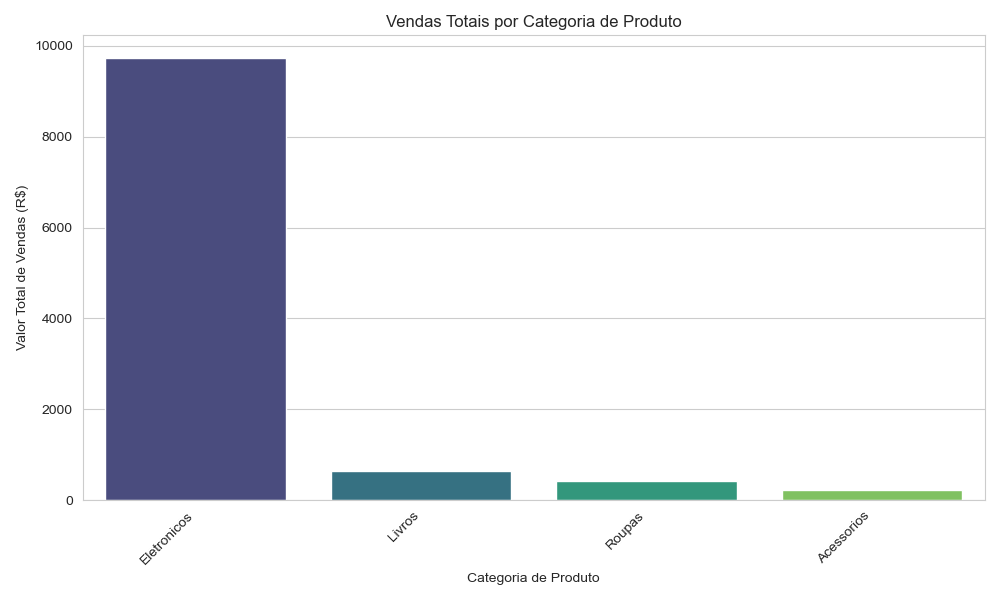 Vendas Totais por Categoria de Produto
Valor Total de Vendas (R$)
10000
8000
6000
4000
2000
0
Eletronicos
Livros
Roupas
Acessorios
Categoria de Produto